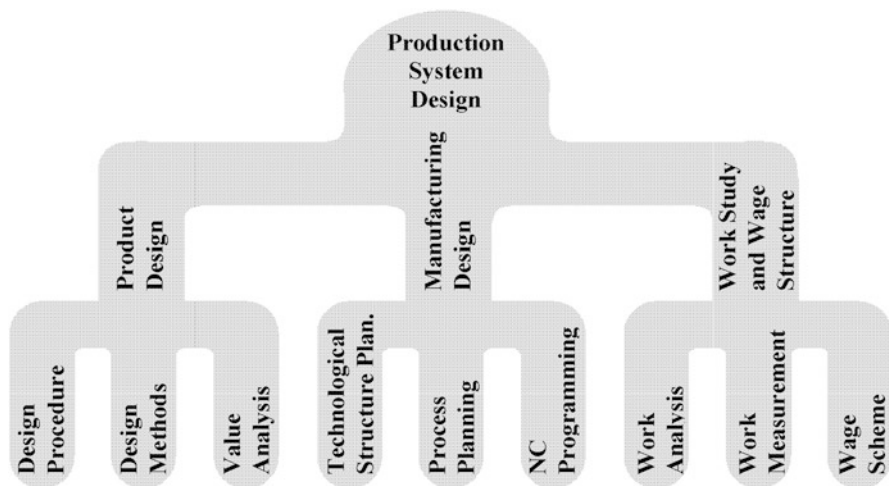 Production
System
Design
Product
Design
Manufacturing
Design
Work Study
and Wage
Structure
Design
Procedure
Design
Methods
Value
Analysis
Technological
Structure Plan.
Process
Planning
NC
Programming
Work
Analysis
Work
Measurement
Wage
Scheme